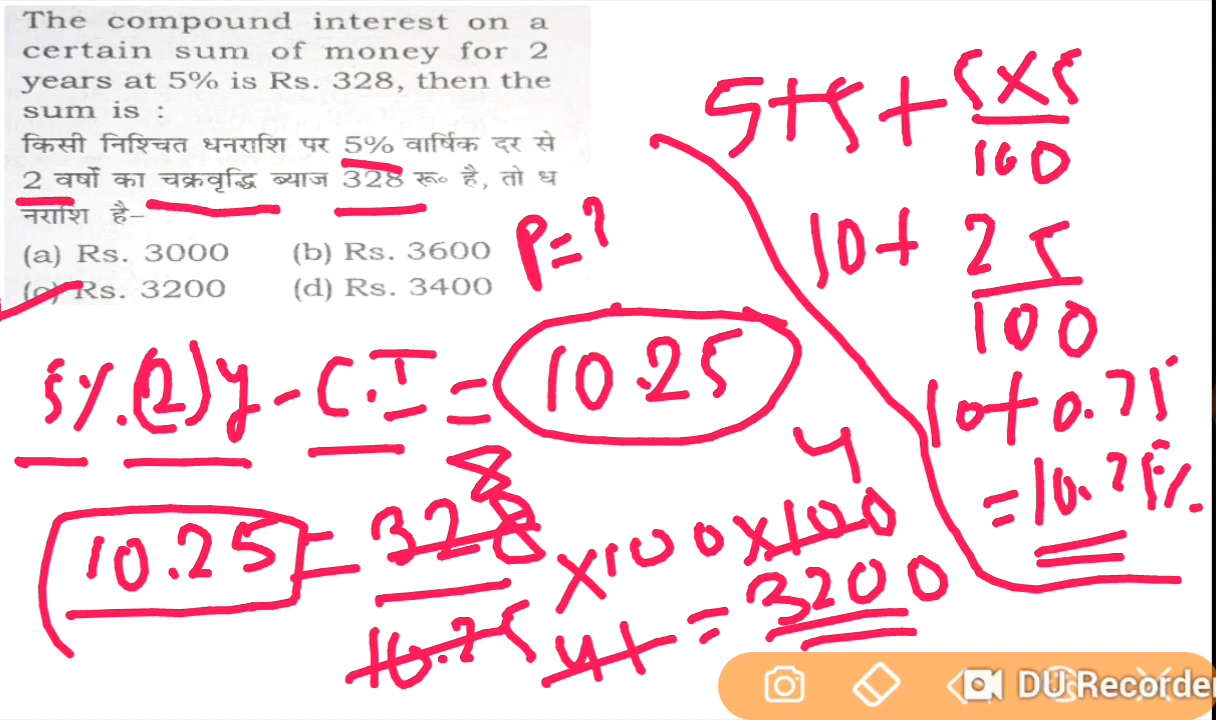 The compound interest on a
certain sum of money for 2
years at 5% is Rs. 328, then the
sum is :
किसी निश्चित धनराशि पर 5% वार्षिक दर से
2 वर्षों का चक्रवृद्धि ब्याज 328 रू० है, तो ध
नराशि है–
(a) Rs. 3000 (b) Rs. 3600
(c) Rs. 3200 (d) Rs. 3400
P=?
5+5+5×5/100
10+25/100
10+0.25
=10.25%
5%.(2)y-C.I=10.25
10.25=328/10.25×100×100
8
4
41
=3200
DU Recorder